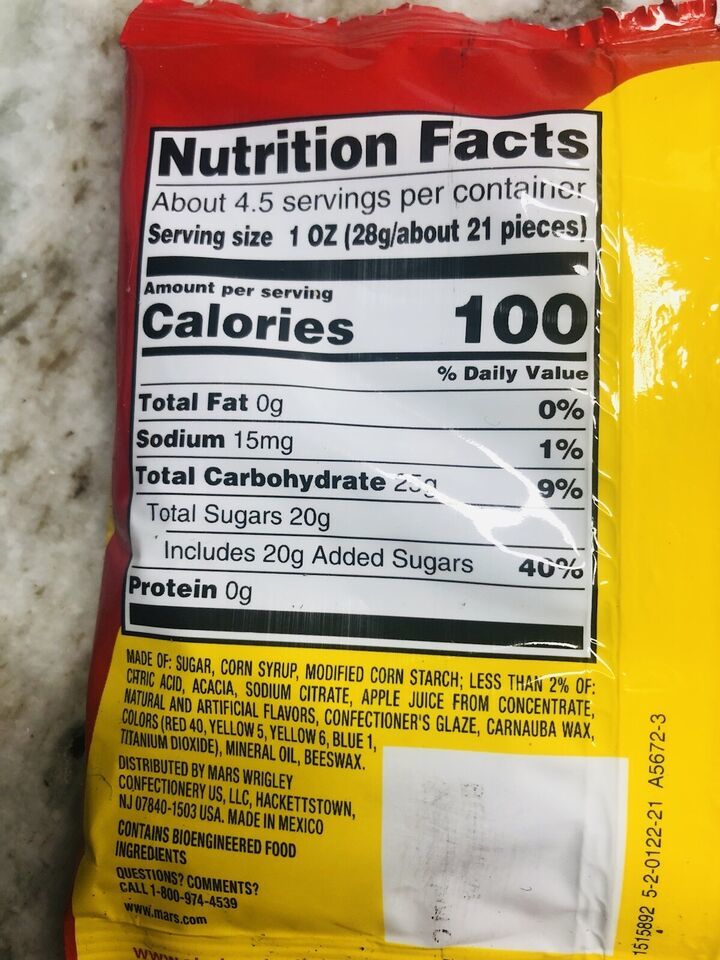 Nutrition Facts
About 4.5 servings per container
Serving size 1 OZ (28g/about 21 pieces)
Amount per serving
Calories 100
% Daily Value
Total Fat 0g 0%
Sodium 15mg 1%
Total Carbohydrate 25g 9%
Total Sugars 20g
Includes 20g Added Sugars 40%
Protein 0g
MADE OF: SUGAR, CORN SYRUP, MODIFIED CORN STARCH; LESS THAN 2% OF:
CITRIC ACID, ACACIA, SODIUM CITRATE, APPLE JUICE FROM CONCENTRATE,
NATURAL AND ARTIFICIAL FLAVORS, CONFECTIONER'S GLAZE, CARNAUBA WAX,
COLORS (RED 40, YELLOW 5, YELLOW 6, BLUE 1,
TITANIUM DIOXIDE), MINERAL OIL, BEESWAX.
DISTRIBUTED BY MARS WRIGLEY
CONFECTIONERY US, LLC, HACKETTSTOWN,
NJ 07840-1503 USA. MADE IN MEXICO
CONTAINS BIOENGINEERED FOOD
INGREDIENTS
QUESTIONS? COMMENTS?
CALL 1-800-974-4539
www.mars.com
1515892 5-2-0122-21 A5672-3